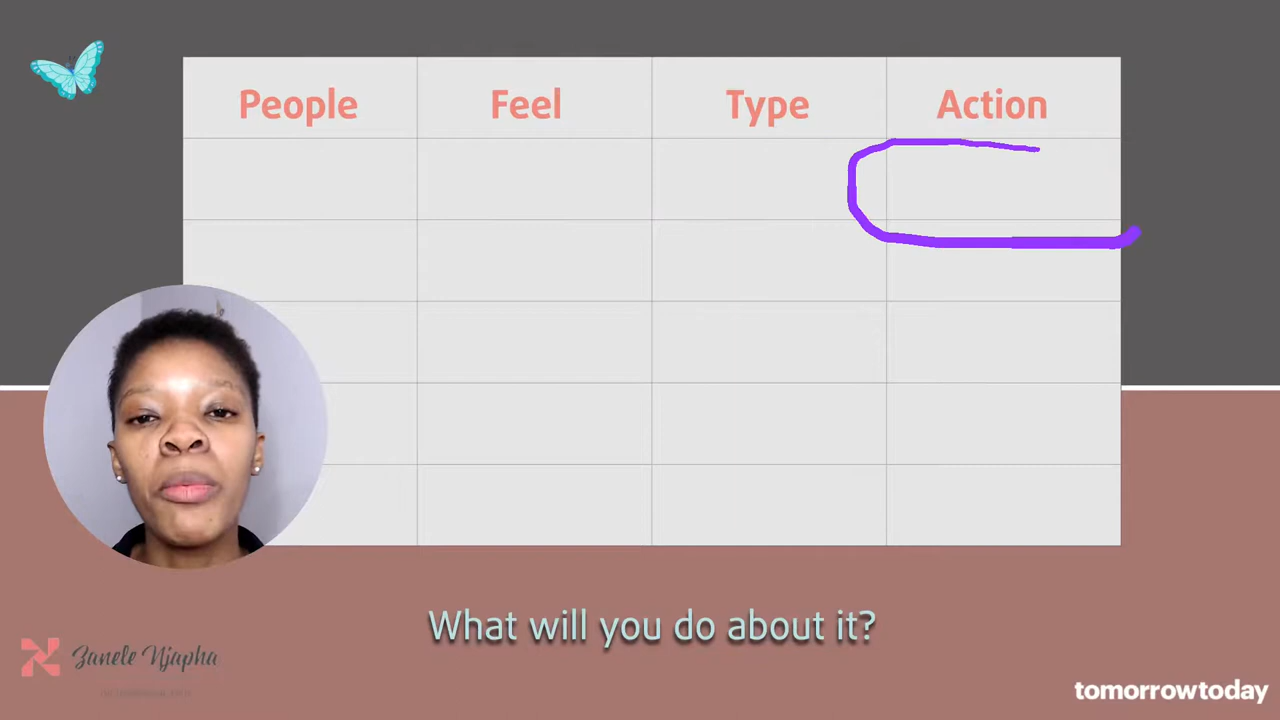 People Feel Type Action
What will you do about it?
Zanele Njapha
tomorrowtoday